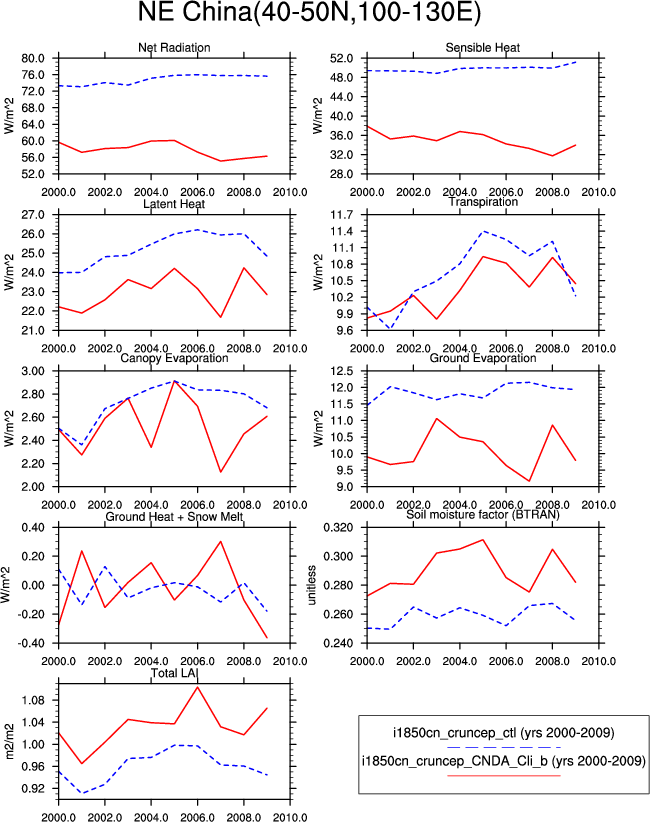 NE China(40-50N,100-130E)
Net Radiation
Sensible Heat
80.0
76.0
72.0
68.0
64.0
60.0
56.0
52.0
W/m^2
2000.0 2002.0 2004.0 2006.0 2008.0 2010.0
52.0
48.0
44.0
40.0
36.0
32.0
28.0
W/m^2
2000.0 2002.0 2004.0 2006.0 2008.0 2010.0
Latent Heat
Transpiration
27.0
26.0
25.0
24.0
23.0
22.0
21.0
W/m^2
2000.0 2002.0 2004.0 2006.0 2008.0 2010.0
11.7
11.4
11.1
10.8
10.5
10.2
9.9
9.6
W/m^2
2000.0 2002.0 2004.0 2006.0 2008.0 2010.0
Canopy Evaporation
Ground Evaporation
3.00
2.80
2.60
2.40
2.20
2.00
W/m^2
2000.0 2002.0 2004.0 2006.0 2008.0 2010.0
12.5
12.0
11.5
11.0
10.5
10.0
9.5
9.0
W/m^2
2000.0 2002.0 2004.0 2006.0 2008.0 2010.0
Ground Heat + Snow Melt
Soil moisture factor (BTRAN)
0.40
0.20
0.00
-0.20
-0.40
W/m^2
2000.0 2002.0 2004.0 2006.0 2008.0 2010.0
0.320
0.300
0.280
0.260
0.240
unitless
2000.0 2002.0 2004.0 2006.0 2008.0 2010.0
Total LAI
1.08
1.04
1.00
0.96
0.92
m2/m2
2000.0 2002.0 2004.0 2006.0 2008.0 2010.0
i1850cn_cruncep_ctl (yrs 2000-2009)
i1850cn_cruncep_CNDA_Cli_b (yrs 2000-2009)